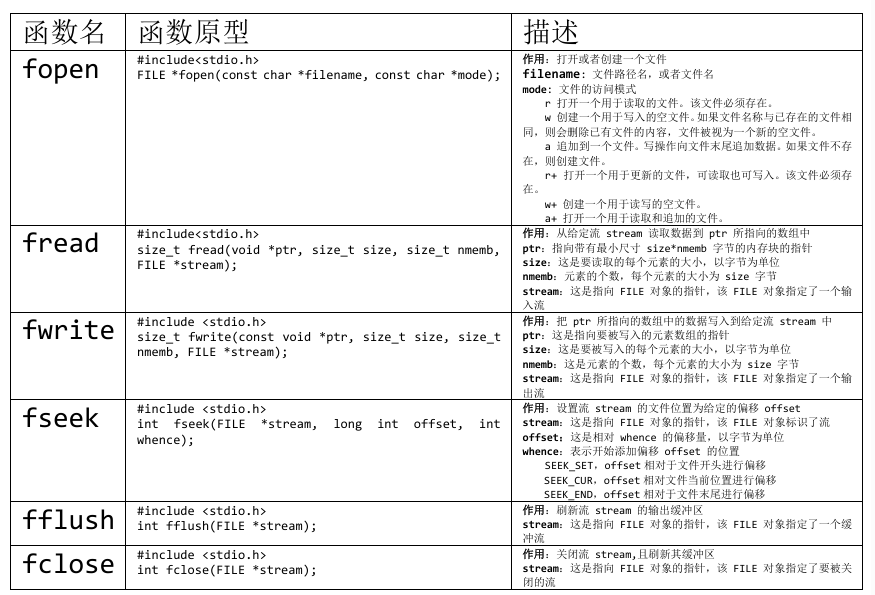 函数名
函数原型
描述
fopen
#include<stdio.h>
FILE *fopen(const char *filename, const char *mode);
作用：打开或者创建一个文件
filename：文件路径名，或者文件名
mode：文件的访问模式
r 打开一个用于读取的文件。该文件必须存在。
w 创建一个用于写入的空文件。如果文件名称与已存在的文件相
同，则会删除已有文件的内容，文件被视为一个新的空文件。
a 追加到一个文件。写操作向文件末尾追加数据。如果文件不存
在，则创建文件。
r+ 打开一个用于更新的文件，可读取也可写入。该文件必须存
在。
w+ 创建一个用于读写的空文件。
a+ 打开一个用于读取和追加的文件。
fread
#include<stdio.h>
size_t fread(void *ptr, size_t size, size_t nmemb,
FILE *stream);
作用：从给定流 stream 读取数据到 ptr 所指向的数组中
ptr：指向带有最小尺寸 size*nmemb 字节的内存块的指针
size：这是要读取的每个元素的大小，以字节为单位
nmemb：元素的个数，每个元素的大小为 size 字节
stream：这是指向 FILE 对象的指针，该 FILE 对象指定了一个输
入流
fwrite
#include <stdio.h>
size_t fwrite(const void *ptr, size_t size, size_t
nmemb, FILE *stream);
作用：把 ptr 所指向的数组中的数据写入到给定流 stream 中
ptr：这是指向要被写入的元素数组的指针
size：这是要被写入的每个元素的大小，以字节为单位
nmemb：这是元素的个数，每个元素的大小为 size 字节
stream：这是指向 FILE 对象的指针，该 FILE 对象指定了一个输
出流
fseek
#include <stdio.h>
int fseek(FILE *stream, long int offset, int
whence);
作用：设置流 stream 的文件位置为给定的偏移 offset
stream：这是指向 FILE 对象的指针，该 FILE 对象标识了流
offset：这是相对 whence 的偏移量，以字节为单位
whence：表示开始添加偏移 offset 的位置
SEEK_SET，offset 相对于文件开头进行偏移
SEEK_CUR，offset 相对文件当前位置进行偏移
SEEK_END，offset 相对于文件末尾进行偏移
fflush
#include <stdio.h>
int fflush(FILE *stream);
作用：刷新流 stream 的输出缓冲区
stream：这是指向 FILE 对象的指针，该 FILE 对象指定了一个缓
冲流
fclose
#include <stdio.h>
int fclose(FILE *stream);
作用：关闭流 stream,且刷新其缓冲区
stream：这是指向 FILE 对象的指针，该 FILE 对象指定了要被关
闭的流